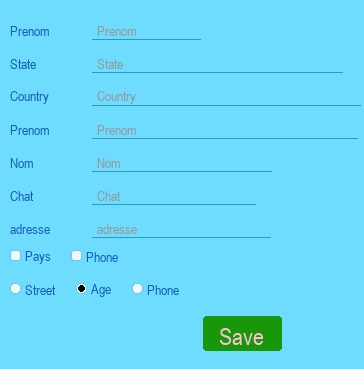 Prenom Prenom
State State
Country Country
Prenom Prenom
Nom Nom
Chat Chat
adresse adresse
Pays Phone
Street Age Phone
Save